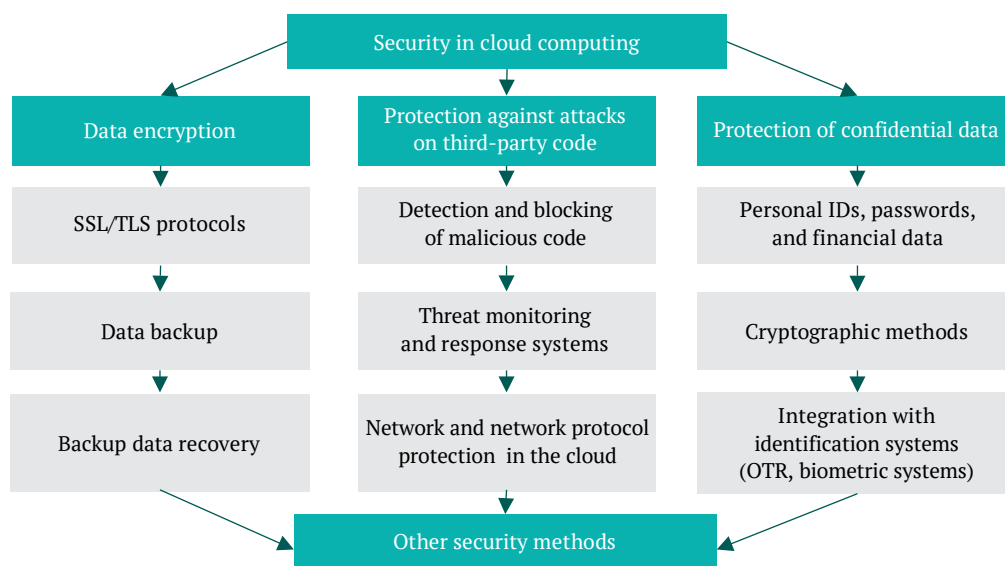 Security in cloud computing
Data encryption
Protection against attacks
on third-party code
Protection of confidential data
SSL/TLS protocols
Detection and blocking
of malicious code
Personal IDs, passwords,
and financial data
Data backup
Threat monitoring
and response systems
Cryptographic methods
Backup data recovery
Network and network protocol
protection in the cloud
Integration with
identification systems
(OTR, biometric systems)
Other security methods